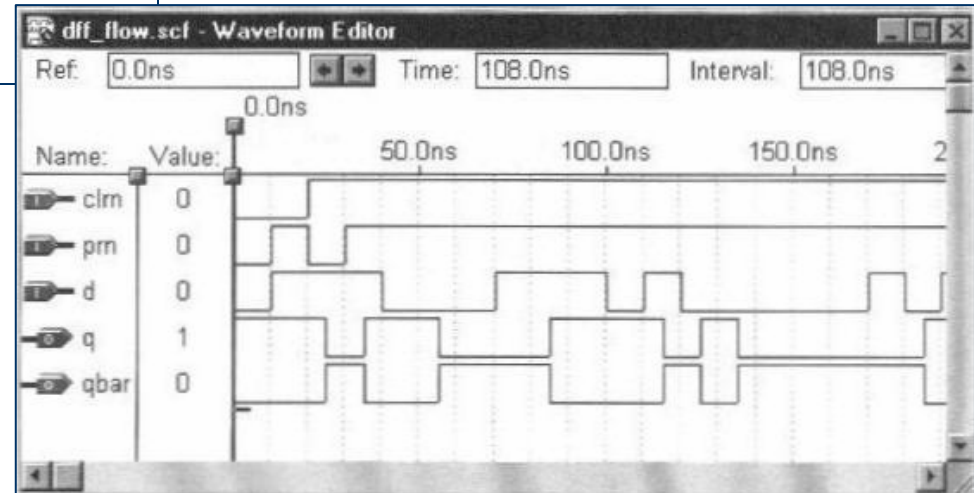 dff_flow.scf - Waveform Editor
Ref: 0.0ns Time: 108.0ns Interval: 108.0ns
0.0ns
Name: Value: 50.0ns 100.0ns 150.0ns 2
clrn 0
prn 0
d 0
q 1
qbar 0